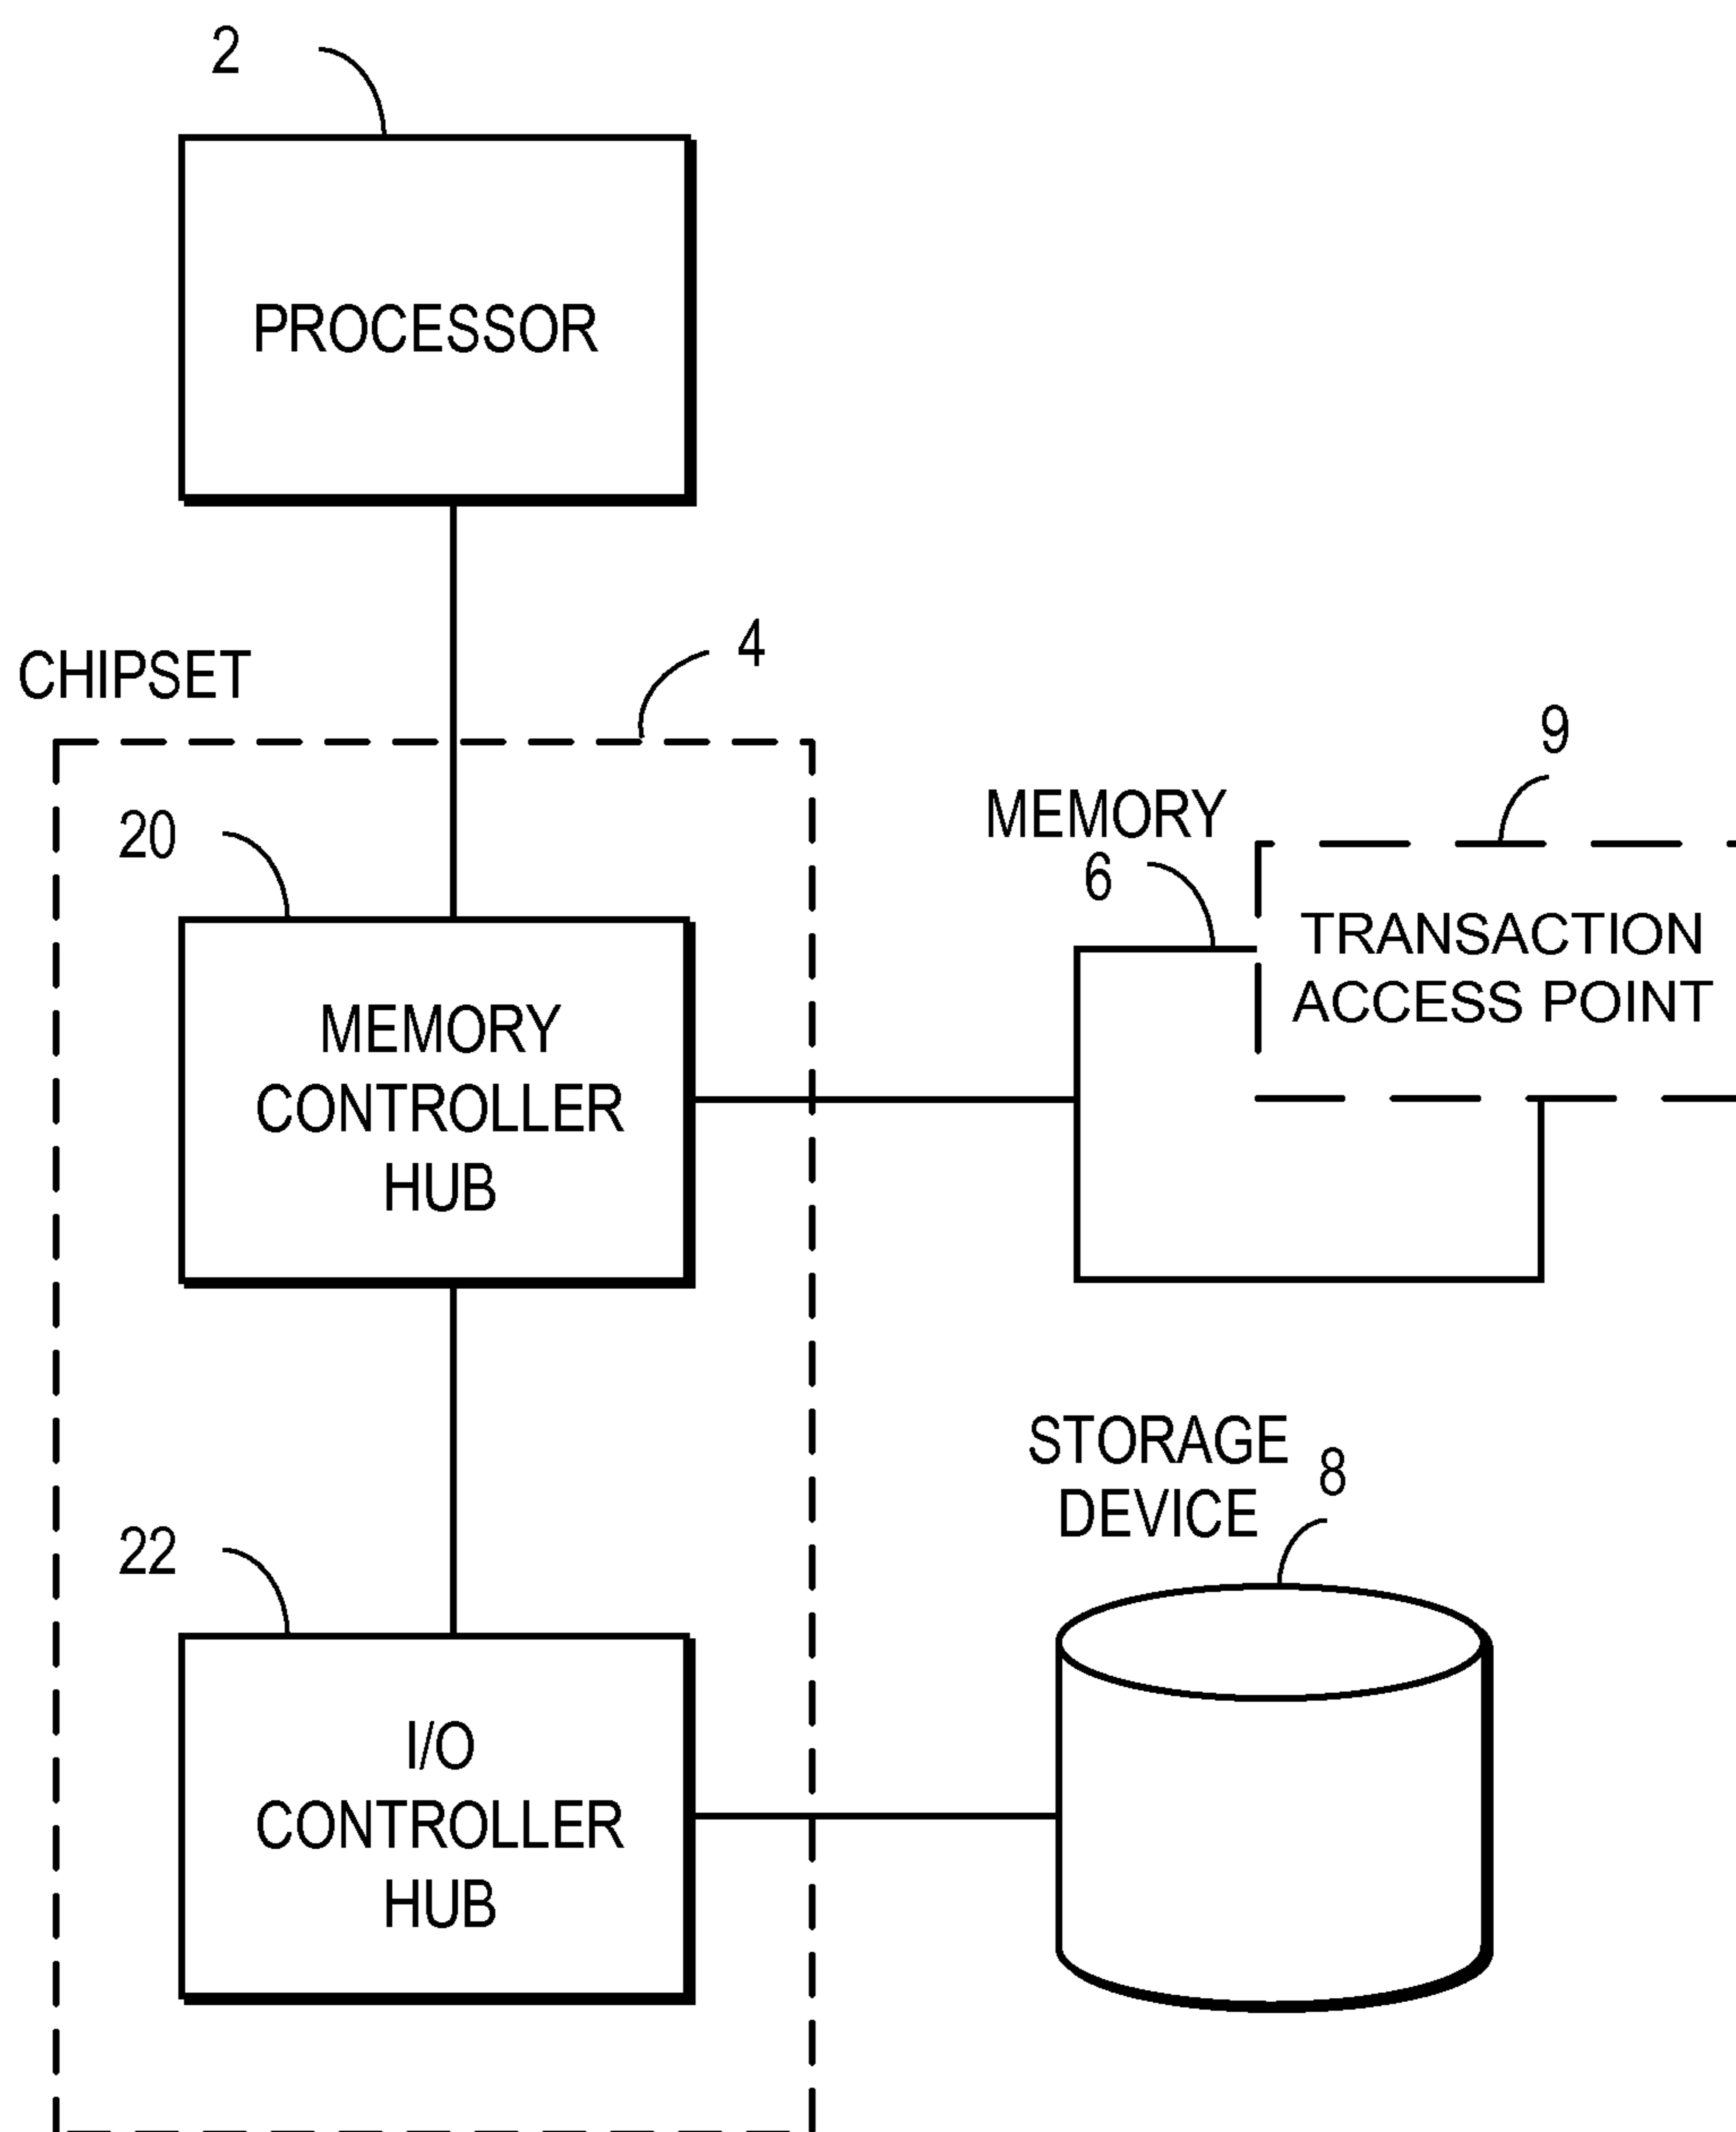 2
PROCESSOR
CHIPSET
4
20
MEMORY
CONTROLLER
HUB
MEMORY
6
9
TRANSACTION
ACCESS POINT
22
I/O
CONTROLLER
HUB
STORAGE
DEVICE
8